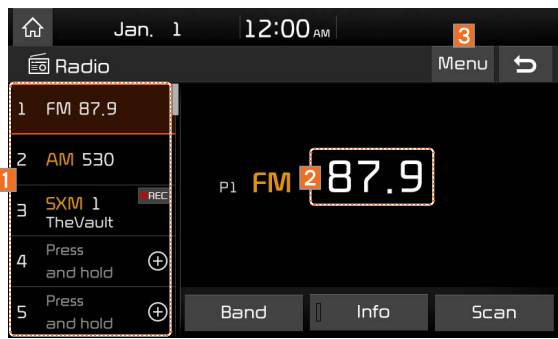 Jan. 1 12:00 AM
3
Radio Menu
1 FM 87.9
2 AM 530
1
3 SXM 1 REC
TheVault
4 Press
and hold
5 Press
and hold
P1 FM 2 87.9
Band Info Scan